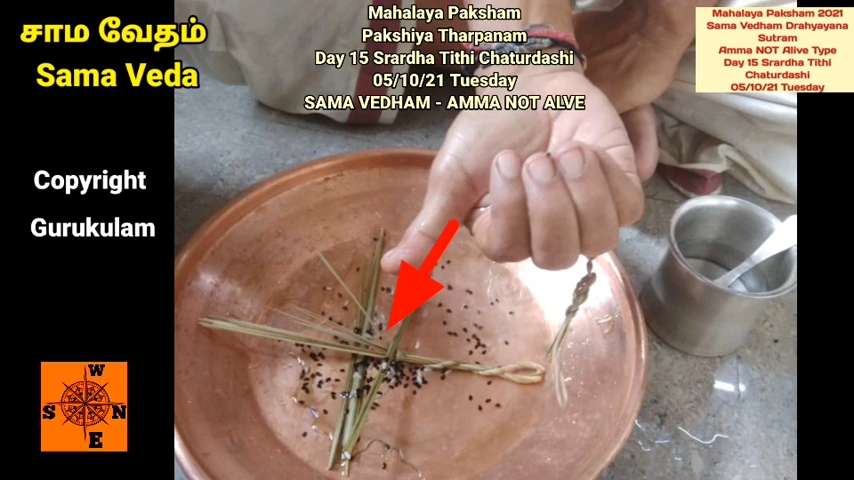 சாம வேதம்
Sama Veda
Mahalaya Paksham
Pakshiya Tharpanam
Day 15 Srardha Tithi Chaturdashi
05/10/21 Tuesday
SAMA VEDHAM - AMMA NOT ALVE
Mahalaya Paksham 2021
Sama Vedham Drahyayana
Sutram
Amma NOT Alive Type
Day 15 Srardha Tithi
Chaturdashi
05/10/21 Tuesday
Copyright
Gurukulam
W
S N
E